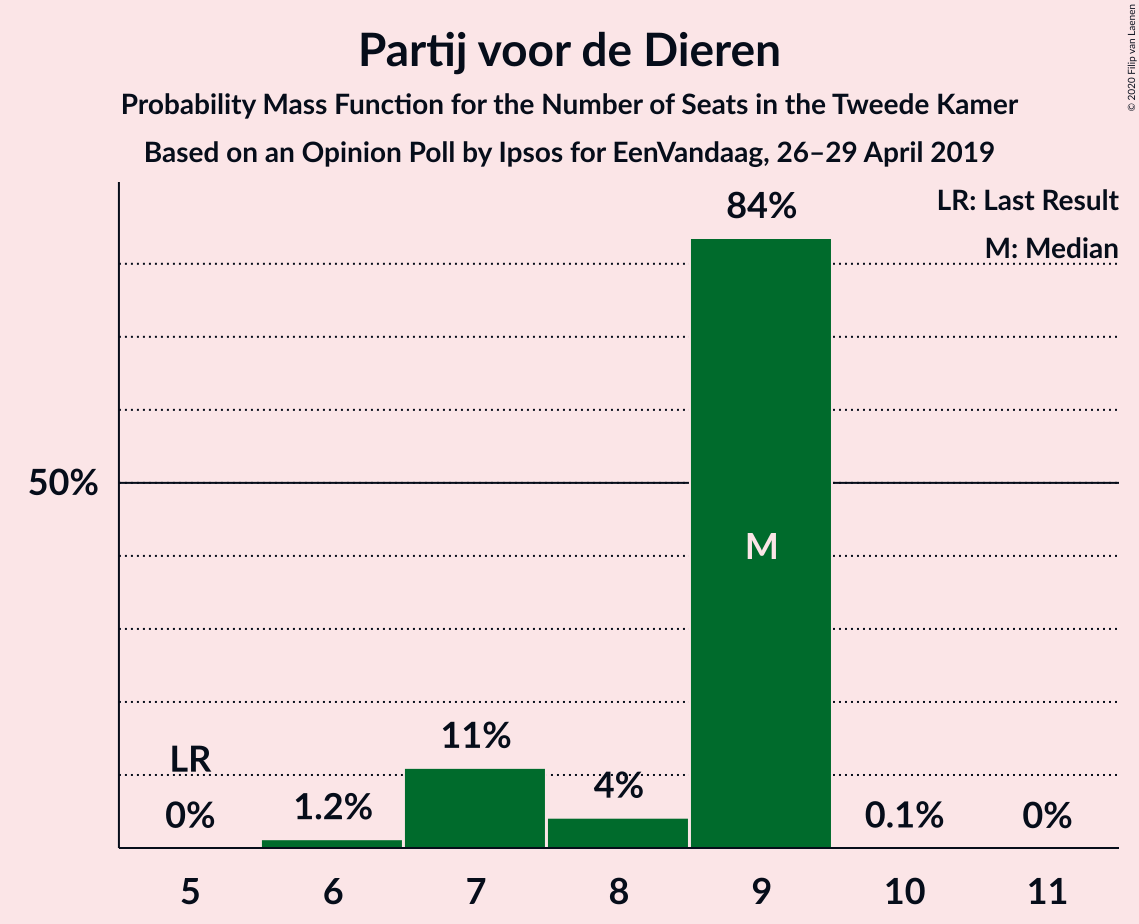 Partij voor de Dieren
Probability Mass Function for the Number of Seats in the Tweede Kamer
Based on an Opinion Poll by Ipsos for EenVandaag, 26–29 April 2019
© 2020 Filip van Laenen
LR: Last Result
M: Median
84%
50%
M
LR
0%
1.2%
11%
4%
0.1%
0%
5
6
7
8
9
10
11